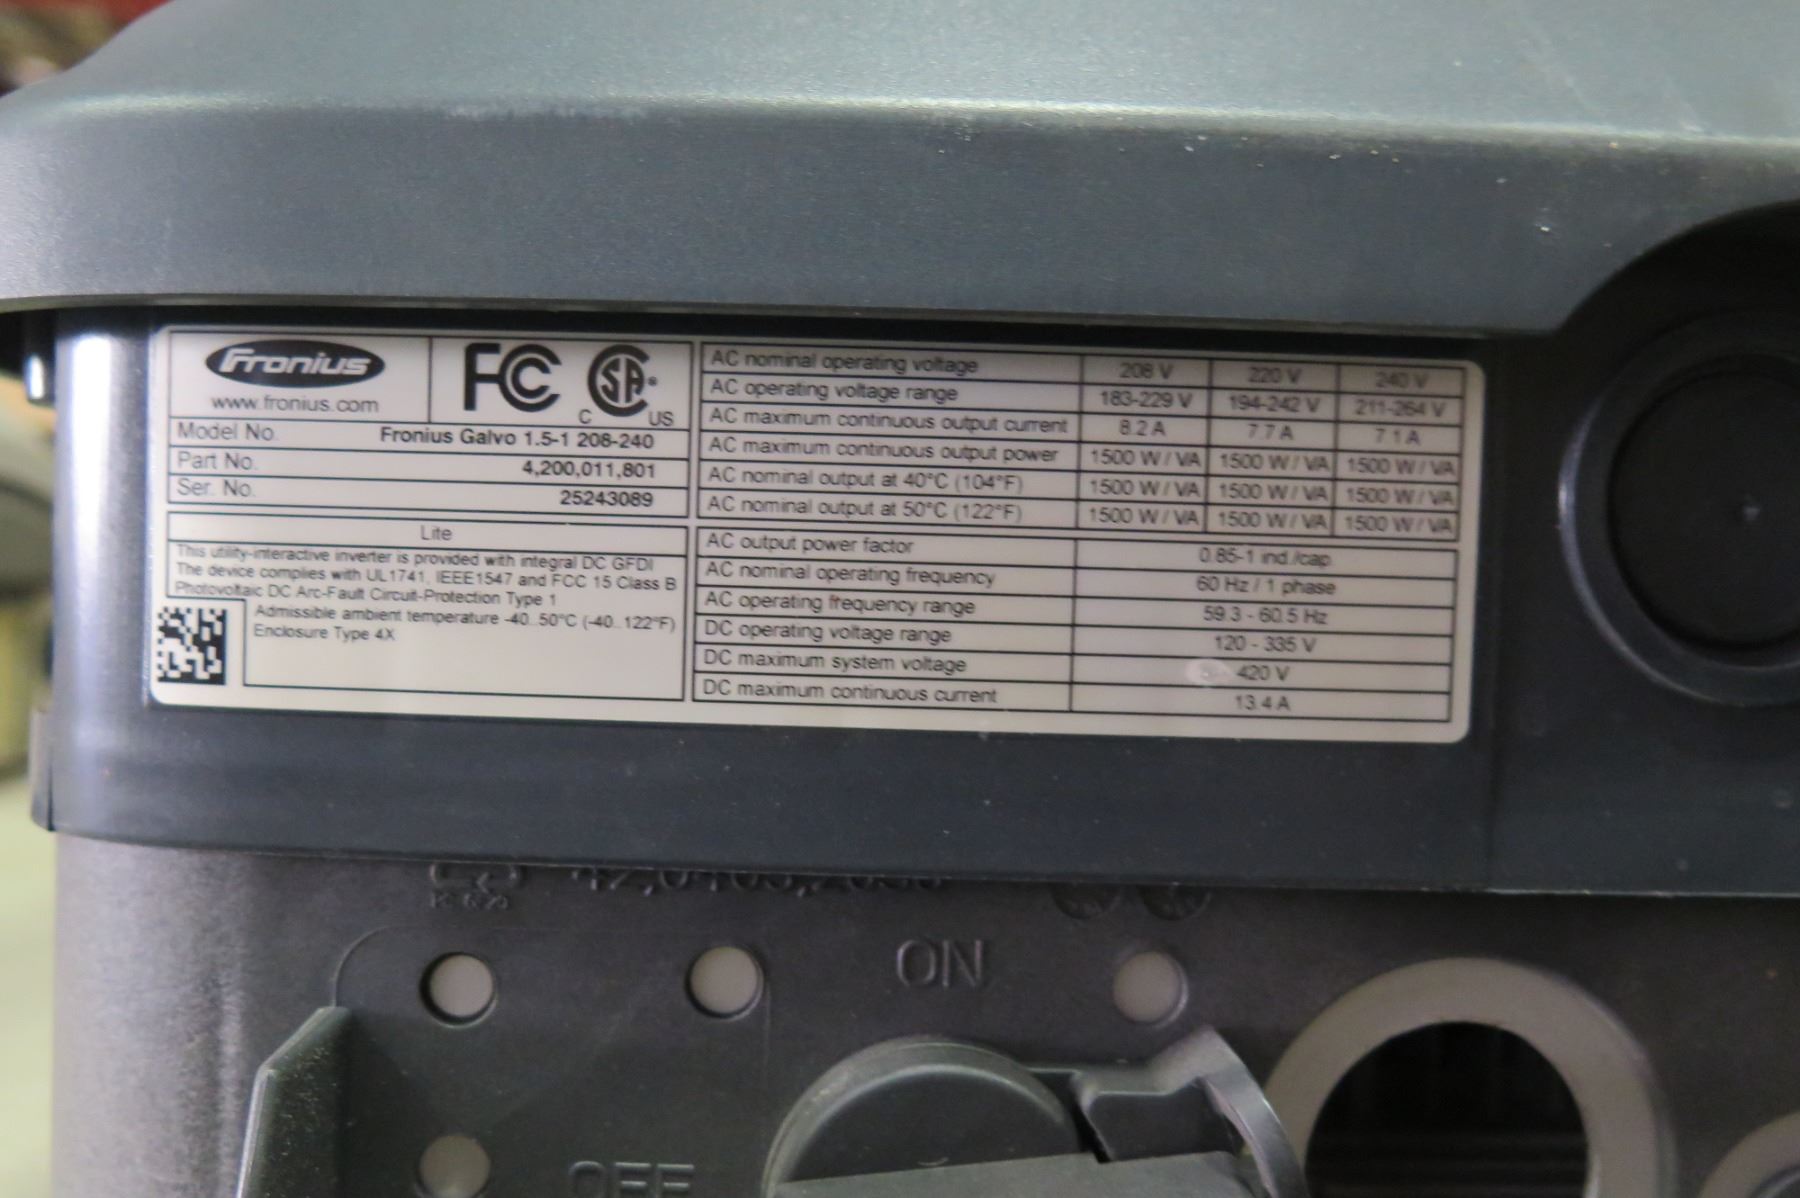 Fronius
www.fronius.com
FC
C SA® US
Model No. Fronius Galvo 1.5-1 208-240
Part No. 4,200,011,801
Ser. No. 25243089
Lite
This utility-interactive inverter is provided with integral DC GFDI
The device complies with UL1741, IEEE1547 and FCC 15 Class B
Photovoltaic DC Arc-Fault Circuit-Protection Type 1
Admissible ambient temperature -40..50°C (-40..122°F)
Enclosure Type 4X
AC nominal operating voltage 208 V 220 V 240 V
AC operating voltage range 183-229 V 194-242 V 211-264 V
AC maximum continuous output current 8.2 A 7.7 A 7.1 A
AC maximum continuous output power 1500 W / VA 1500 W / VA 1500 W / VA
AC nominal output at 40°C (104°F) 1500 W / VA 1500 W / VA 1500 W / VA
AC nominal output at 50°C (122°F) 1500 W / VA 1500 W / VA 1500 W / VA
AC output power factor 0.85-1 ind./cap
AC nominal operating frequency 60 Hz / 1 phase
AC operating frequency range 59.3 - 60.5 Hz
DC operating voltage range 120 - 335 V
DC maximum system voltage 420 V
DC maximum continuous current 13.4 A
ON
OFF